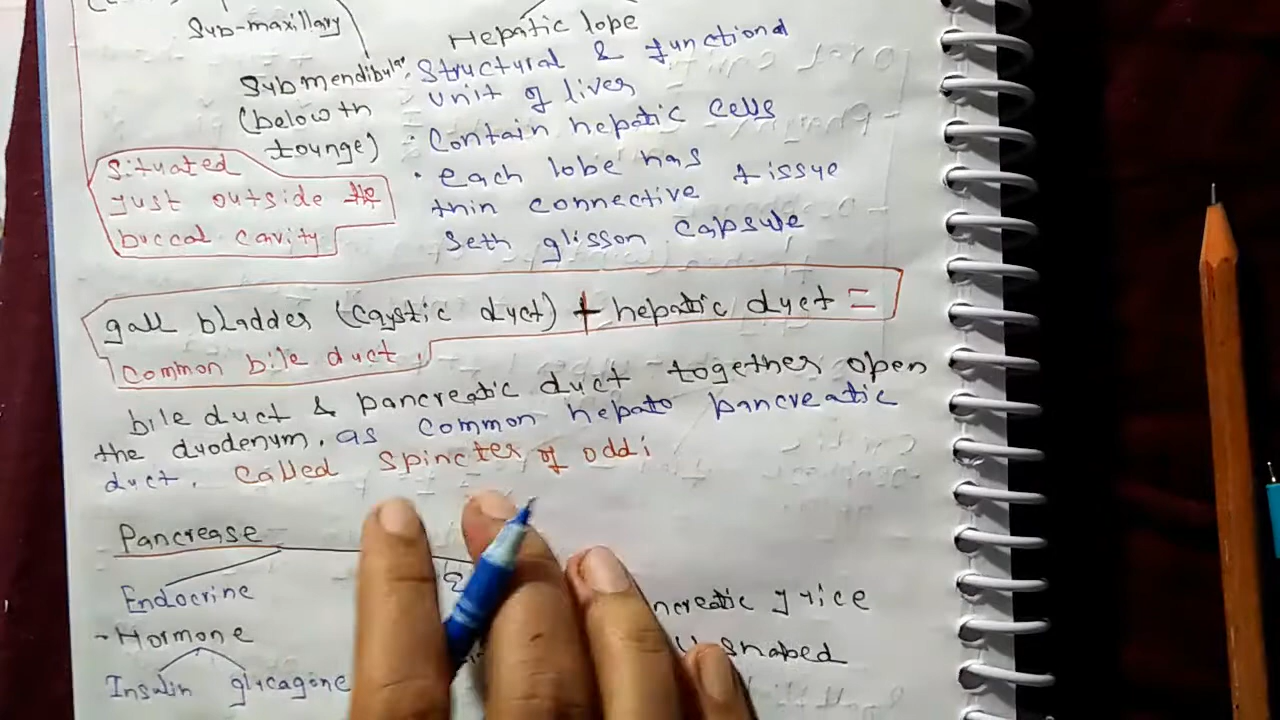 Sub-maxillary
Submendibular
(below th
tounge)
Situated
just outside the
buccal cavity
Hepatic lope
Structural & functional
unit of liver
· Contain hepatic cells
· each lobe has
thin connective tissye
Seth glisson capsule
gall bladder (Caystic duct) + hepatic duct =
Common bile duct.
bile duct & pancreatic duct together open
the duodenum. as common hepato pancreatic
duct. Called Spincter of oddi
Pancrease
Endocrine
- Hormone
Insulin glucagone
ncreatic juice
shaped